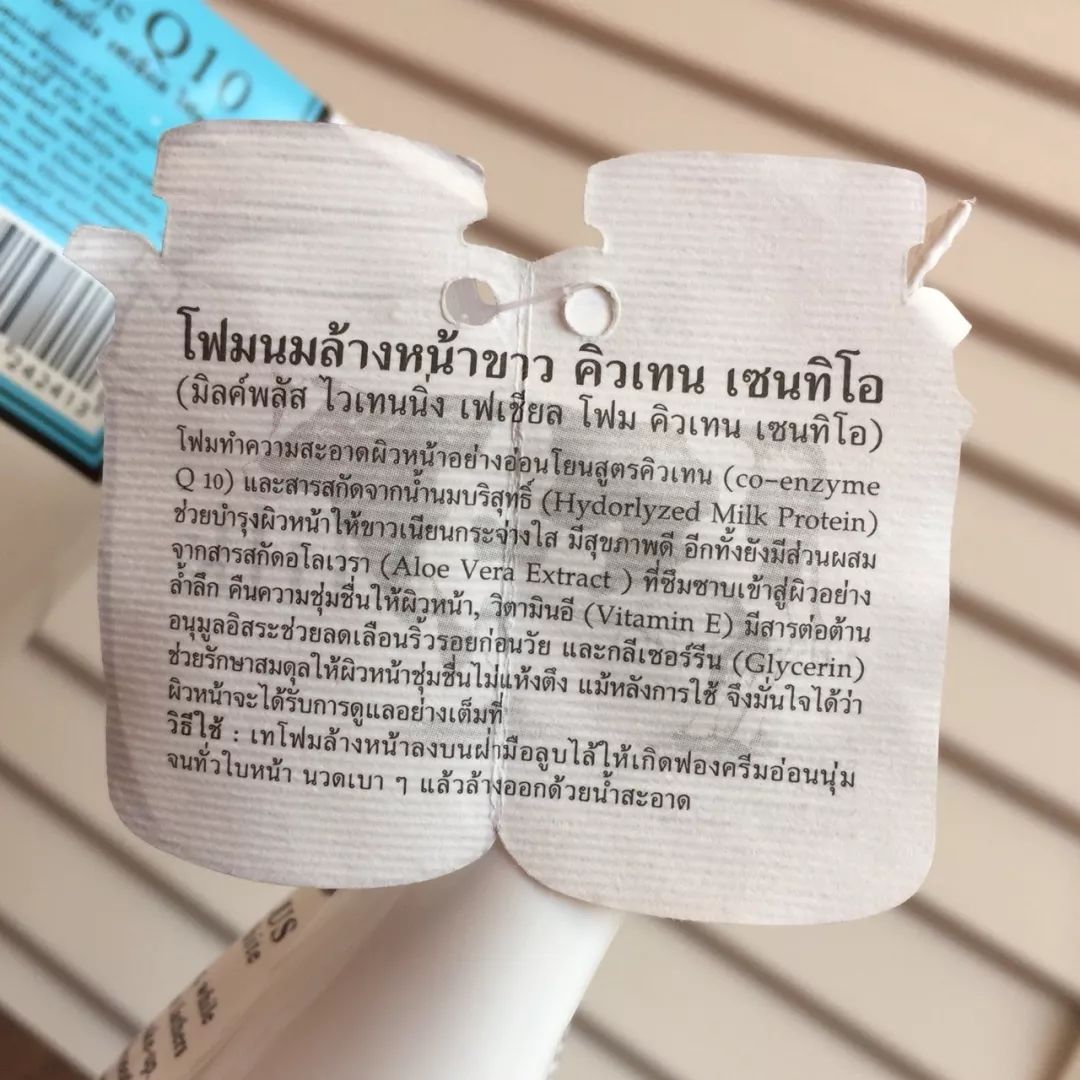 Q10
242413
โฟมนมล้างหน้าขาว คิวเทน เซนทิโอ
(มิลค์พลัส ไวเทนนิ่ง เฟเชียล โฟม คิวเทน เซนทิโอ)
โฟมทำความสะอาดผิวหน้าอย่างอ่อนโยนสูตรคิวเทน (co-enzyme
Q 10) และสารสกัดจากน้ำนมบริสุทธิ์ (Hydorlyzed Milk Protein)
ช่วยบำรุงผิวหน้าให้ขาวเนียนกระจ่างใส มีสุขภาพดี อีกทั้งยังมีส่วนผสม
จากสารสกัดอโลเวรา (Aloe Vera Extract ) ที่ซึมซาบเข้าสู่ผิวอย่าง
ล้ำลึก คืนความชุ่มชื่นให้ผิวหน้า, วิตามินอี (Vitamin E) มีสารต่อต้าน
อนุมูลอิสระช่วยลดเลือนริ้วรอยก่อนวัย และกลีเซอร์รีน (Glycerin)
ช่วยรักษาสมดุลให้ผิวหน้าชุ่มชื่นไม่แห้งตึง แม้หลังการใช้ จึงมั่นใจได้ว่า
ผิวหน้าจะได้รับการดูแลอย่างเต็มที่
วิธีใช้ : เทโฟมล้างหน้าลงบนฝ่ามือลูบไล้ให้เกิดฟองครีมอ่อนนุ่ม
จนทั่วใบหน้า นวดเบา ๆ แล้วล้างออกด้วยน้ำสะอาด
US
while
lathers